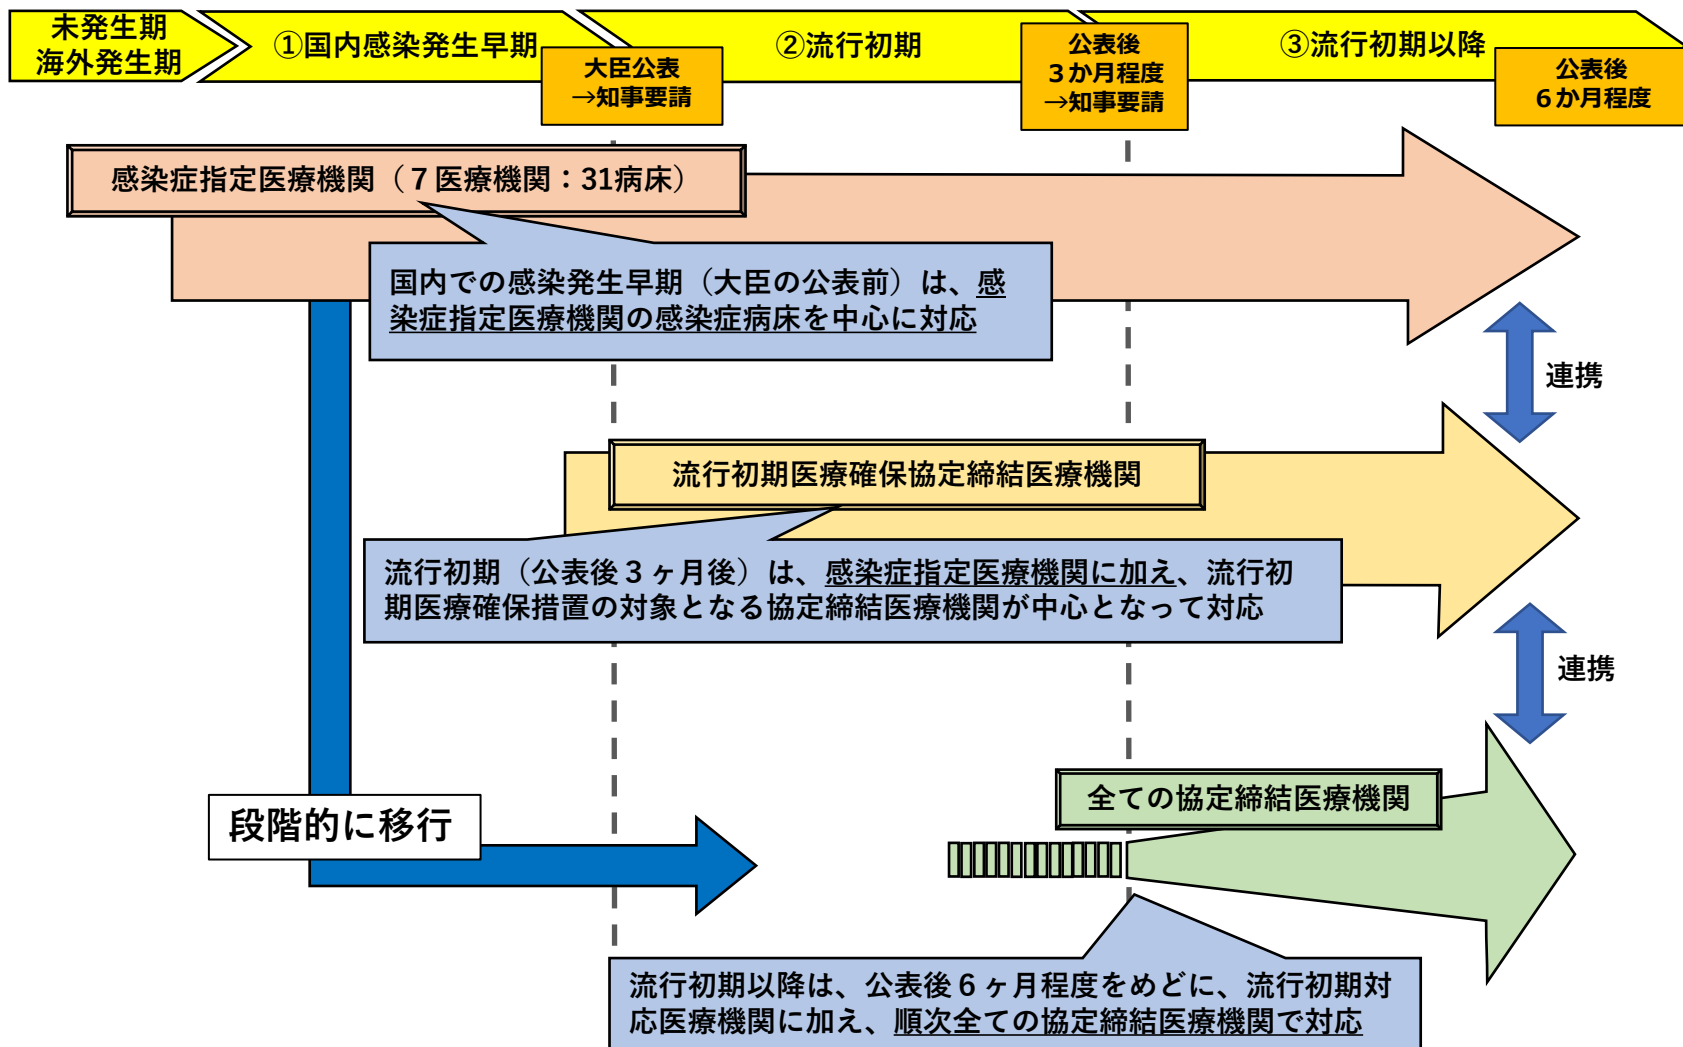 未発生期
海外発生期
①国内感染発生早期
大臣公表
→知事要請
②流行初期
公表後
３か月程度
→知事要請
③流行初期以降
公表後
６か月程度
感染症指定医療機関（７医療機関：31病床）
国内での感染発生早期（大臣の公表前）は、感
染症指定医療機関の感染症病床を中心に対応
連携
流行初期医療確保協定締結医療機関
流行初期（公表後３ヶ月後）は、感染症指定医療機関に加え、流行初
期医療確保措置の対象となる協定締結医療機関が中心となって対応
連携
全ての協定締結医療機関
段階的に移行
流行初期以降は、公表後６ヶ月程度をめどに、流行初期対
応医療機関に加え、順次全ての協定締結医療機関で対応